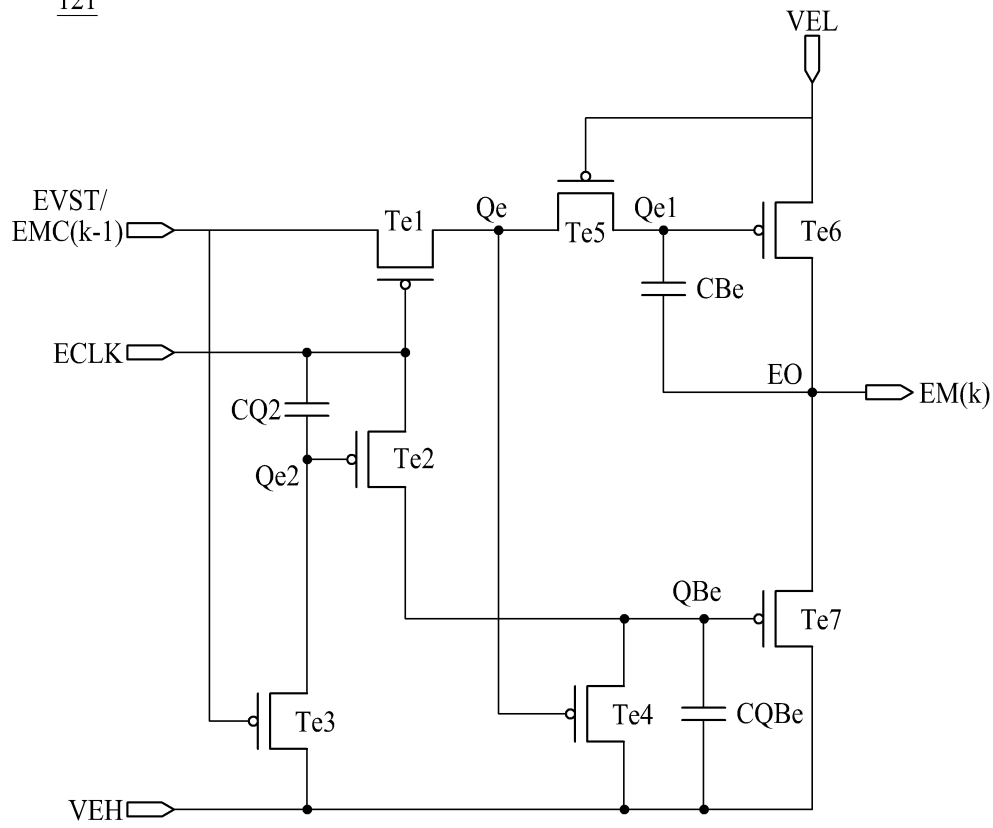 121
VEL
EVST/
EMC(k-1)
Te1
Qe
Te5
Qe1
Te6
CBe
ECLK
EO
EM(k)
CQ2
Te2
Qe2
QBe
Te7
Te3
Te4
CQBe
VEH